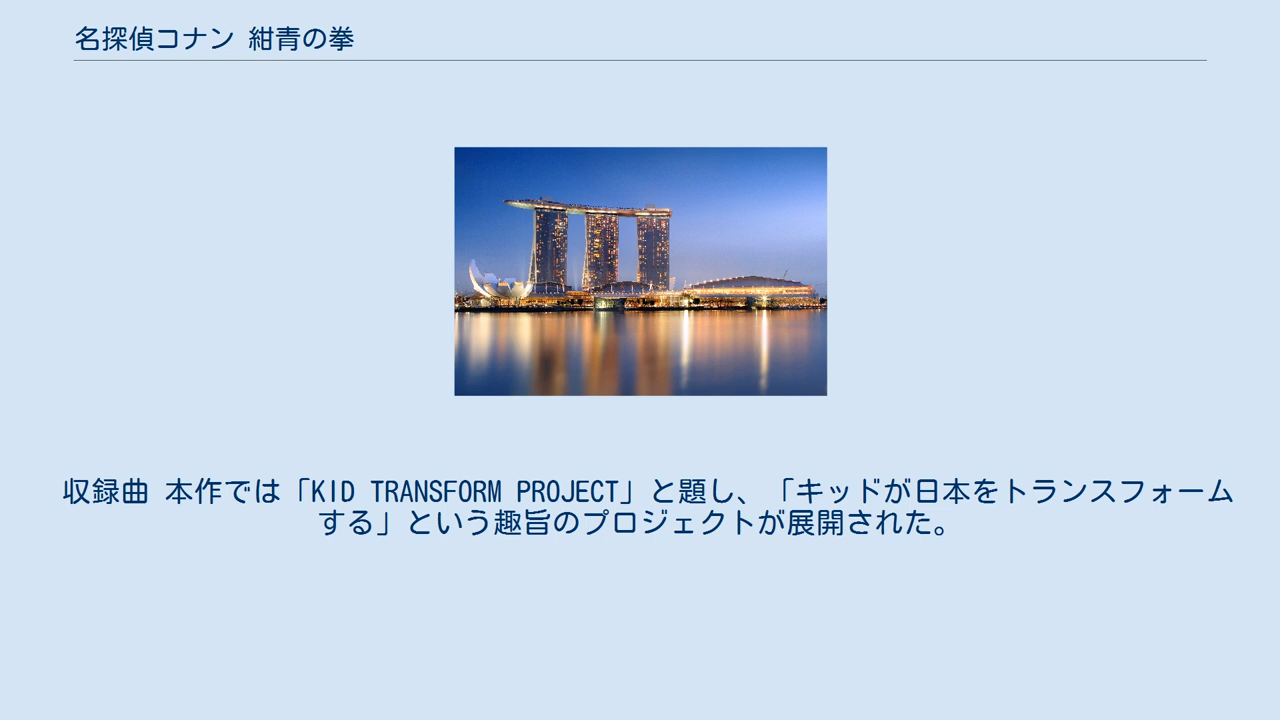 名探偵コナン 紺青の拳
収録曲 本作では「KID TRANSFORM PROJECT」と題し、「キッドが日本をトランスフォーム
する」という趣旨のプロジェクトが展開された。